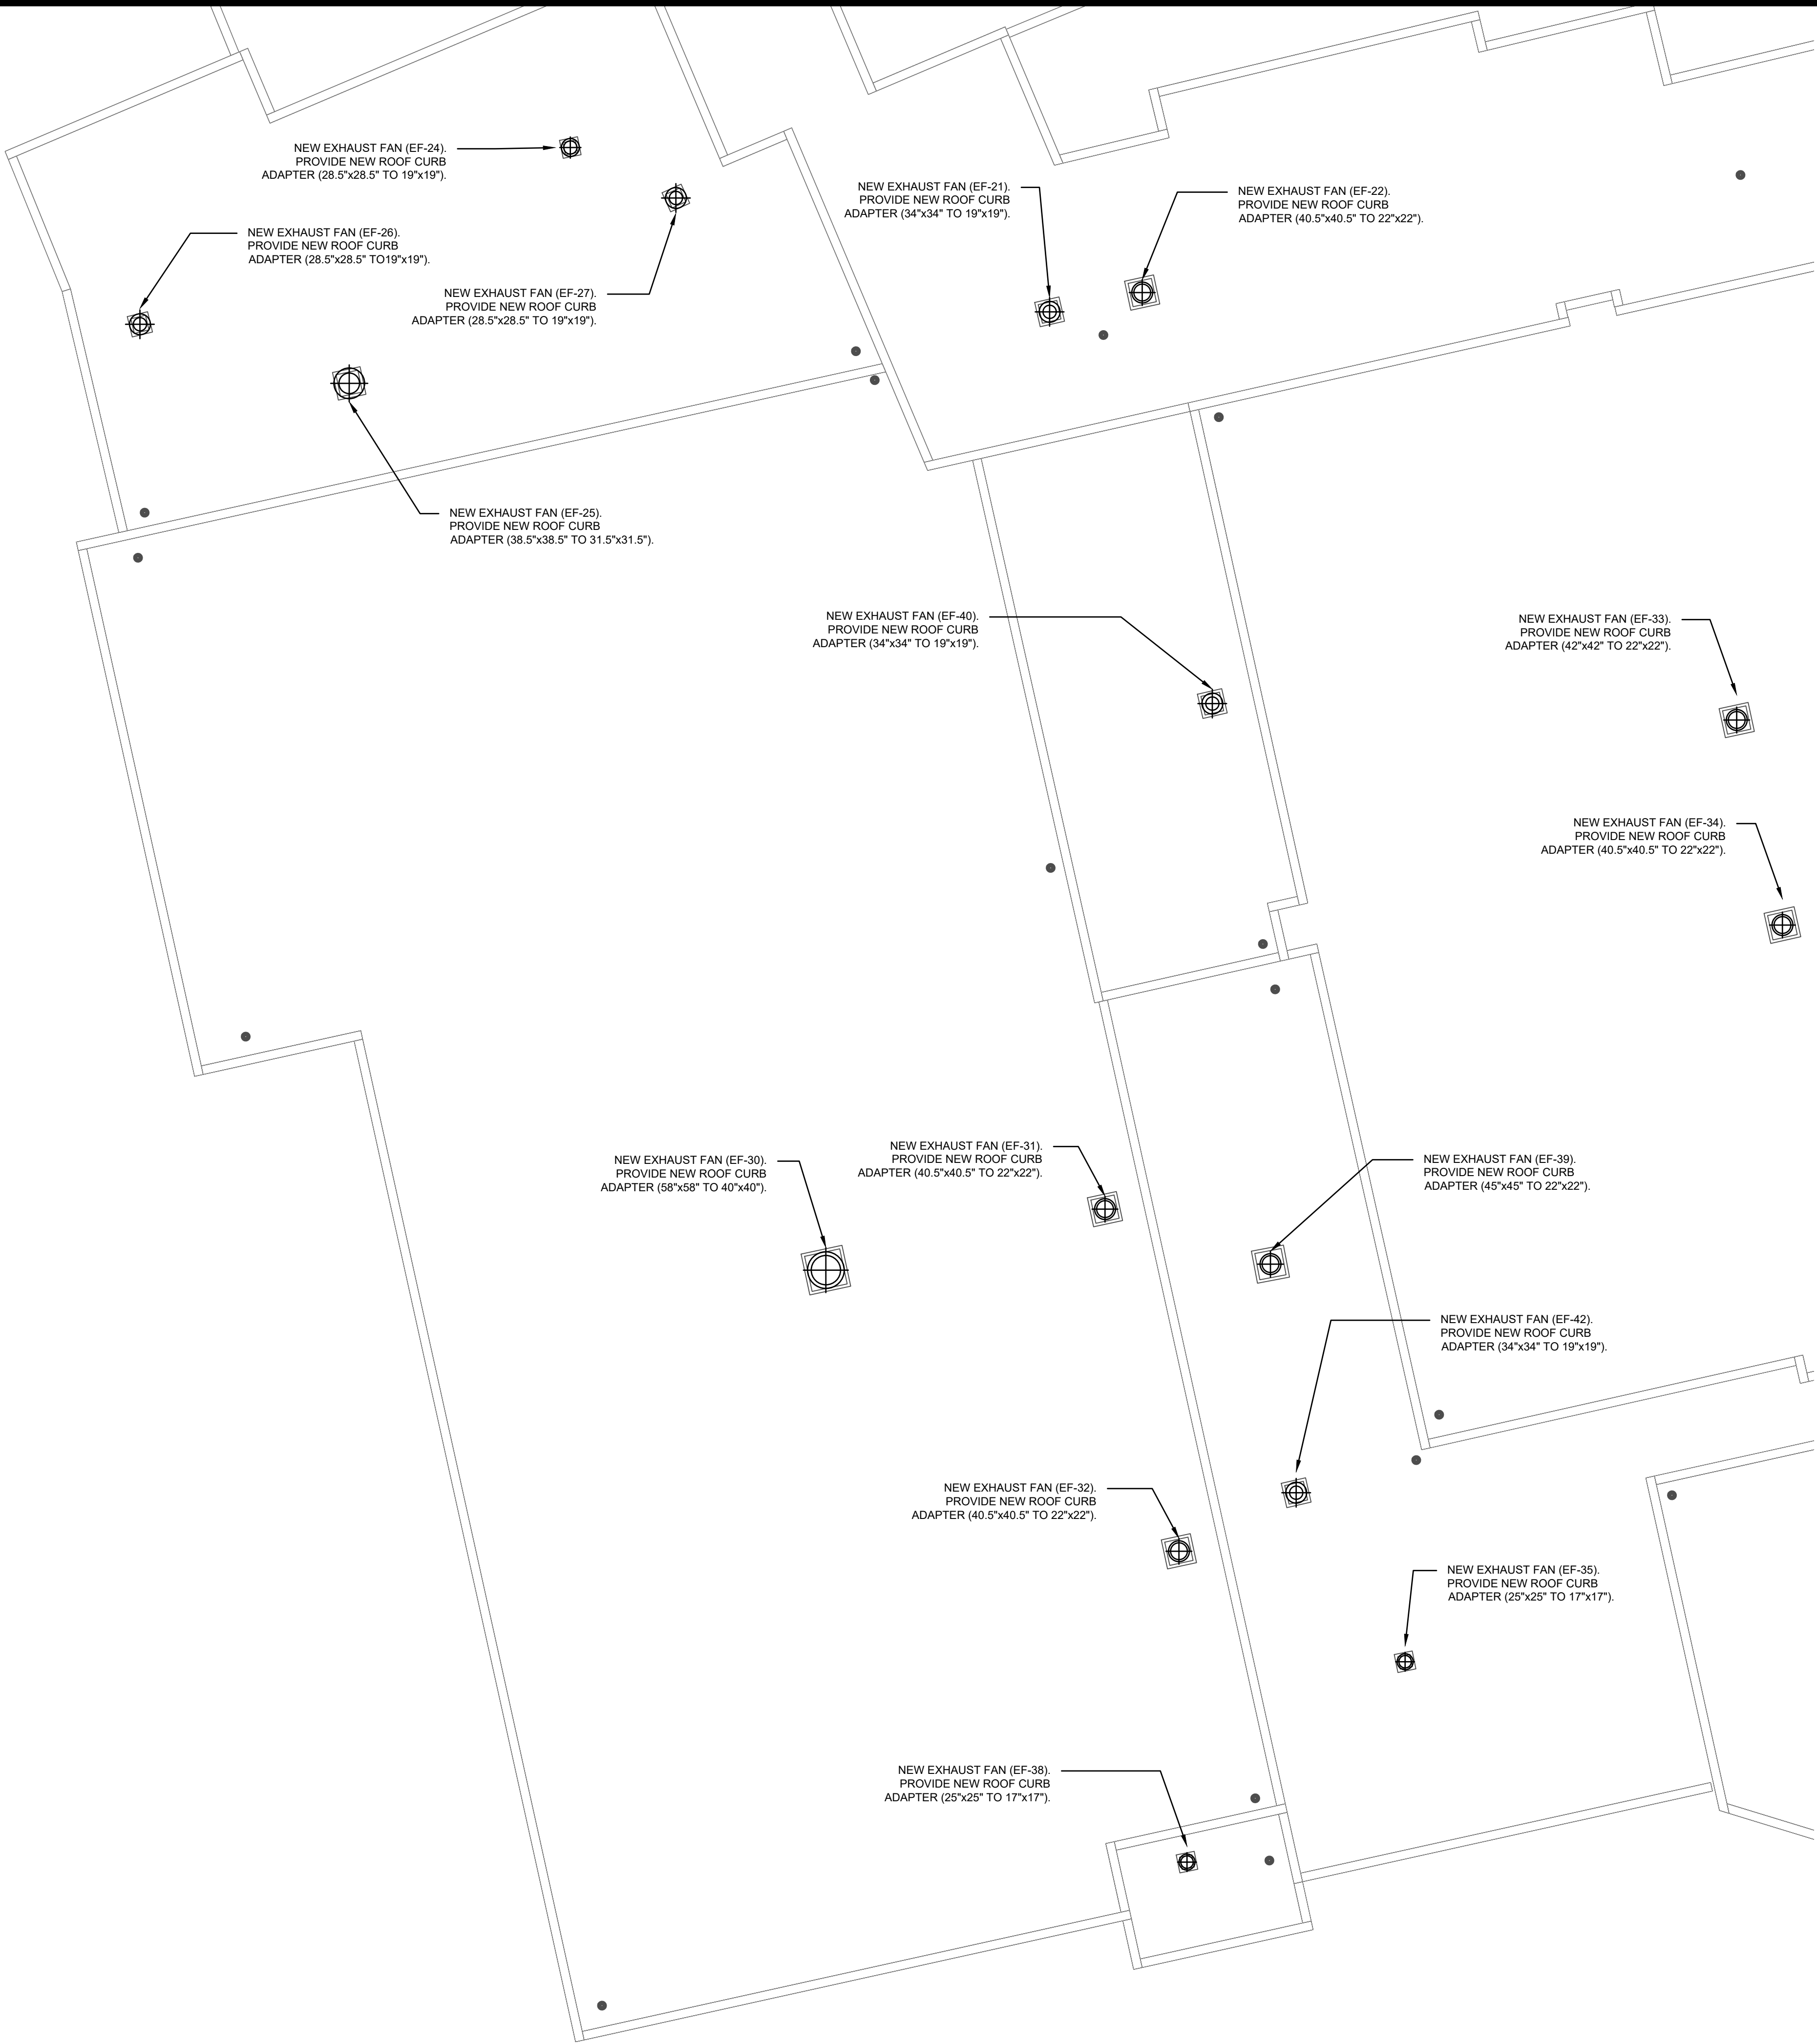 NEW EXHAUST FAN (EF-24).
PROVIDE NEW ROOF CURB
ADAPTER (28.5"x28.5" TO 19"x19").
NEW EXHAUST FAN (EF-21).
PROVIDE NEW ROOF CURB
ADAPTER (34"x34" TO 19"x19").
NEW EXHAUST FAN (EF-22).
PROVIDE NEW ROOF CURB
ADAPTER (40.5"x40.5" TO 22"x22").
NEW EXHAUST FAN (EF-26).
PROVIDE NEW ROOF CURB
ADAPTER (28.5"x28.5" TO19"x19").
NEW EXHAUST FAN (EF-27).
PROVIDE NEW ROOF CURB
ADAPTER (28.5"x28.5" TO 19"x19").
NEW EXHAUST FAN (EF-25).
PROVIDE NEW ROOF CURB
ADAPTER (38.5"x38.5" TO 31.5"x31.5").
NEW EXHAUST FAN (EF-40).
PROVIDE NEW ROOF CURB
ADAPTER (34"x34" TO 19"x19").
NEW EXHAUST FAN (EF-33).
PROVIDE NEW ROOF CURB
ADAPTER (42"x42" TO 22"x22").
NEW EXHAUST FAN (EF-34).
PROVIDE NEW ROOF CURB
ADAPTER (40.5"x40.5" TO 22"x22").
NEW EXHAUST FAN (EF-30).
PROVIDE NEW ROOF CURB
ADAPTER (58"x58" TO 40"x40").
NEW EXHAUST FAN (EF-31).
PROVIDE NEW ROOF CURB
ADAPTER (40.5"x40.5" TO 22"x22").
NEW EXHAUST FAN (EF-39).
PROVIDE NEW ROOF CURB
ADAPTER (45"x45" TO 22"x22").
NEW EXHAUST FAN (EF-42).
PROVIDE NEW ROOF CURB
ADAPTER (34"x34" TO 19"x19").
NEW EXHAUST FAN (EF-32).
PROVIDE NEW ROOF CURB
ADAPTER (40.5"x40.5" TO 22"x22").
NEW EXHAUST FAN (EF-35).
PROVIDE NEW ROOF CURB
ADAPTER (25"x25" TO 17"x17").
NEW EXHAUST FAN (EF-38).
PROVIDE NEW ROOF CURB
ADAPTER (25"x25" TO 17"x17").